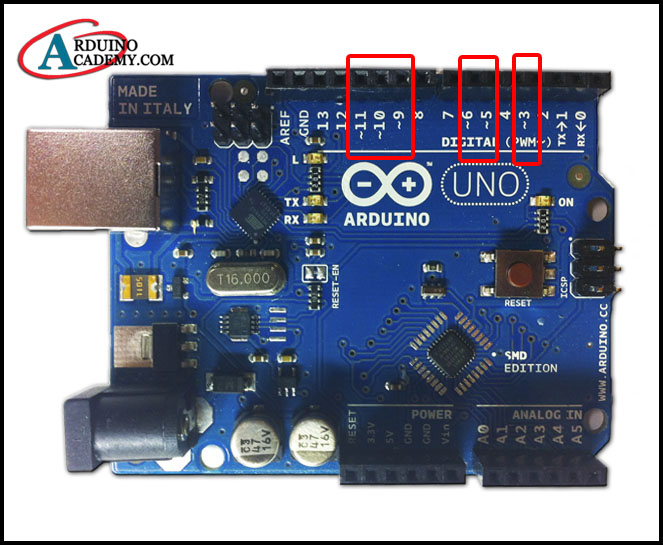 ARDUINO
ACADEMY.COM
MADE
IN ITALY
AREF
GND
13
12
~11
~10
~9
8
7
~6
~5
4
~3
2
TX→1
RX←0
DIGITAL (PWM~)
L
TX
RX
ARDUINO
™
UNO
ON
T16.000
RESET-EN
RESET
ICSP
WWW.ARDUINO.CC
SMD
EDITION
47
16V
47
16V
POWER
ANALOG IN
RESET
3.3V
5V
GND
GND
Vin
A0
A1
A2
A3
A4
A5